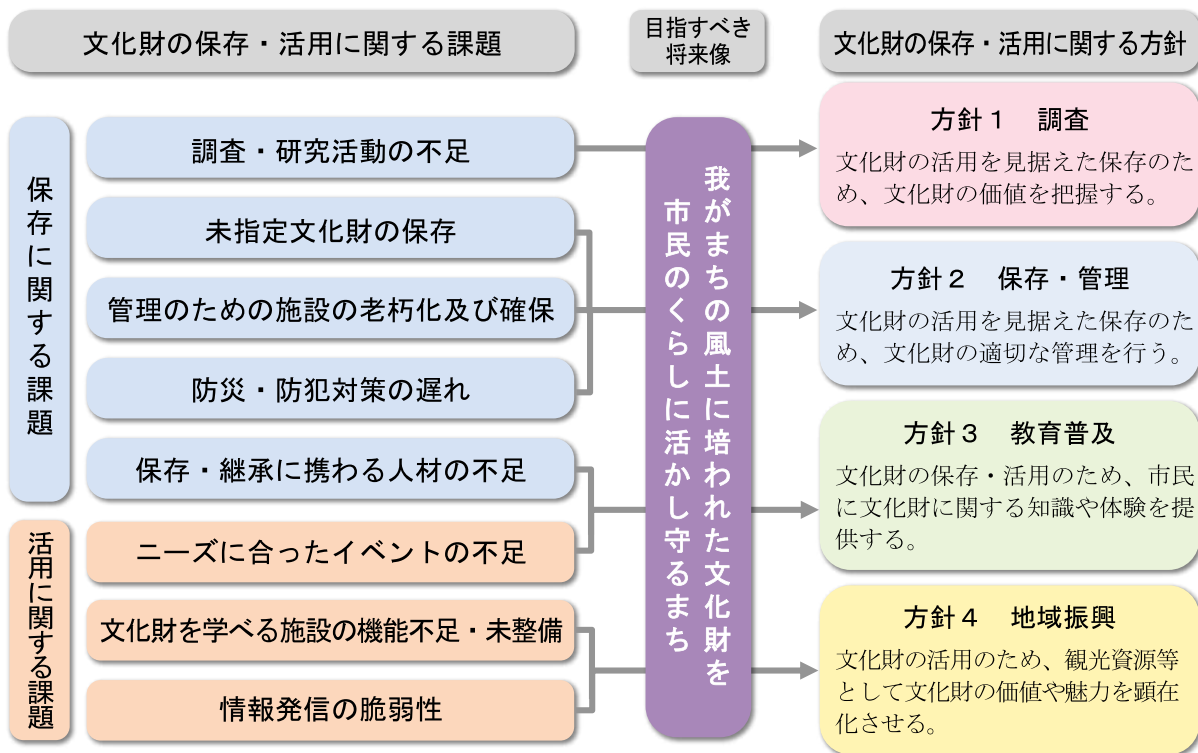 文化財の保存・活用に関する課題
目指すべき
将来像
文化財の保存・活用に関する方針
保存に関する課題
調査・研究活動の不足
未指定文化財の保存
管理のための施設の老朽化及び確保
防災・防犯対策の遅れ
保存・継承に携わる人材の不足
活用に関する課題
ニーズに合ったイベントの不足
文化財を学べる施設の機能不足・未整備
情報発信の脆弱性
我がまちの風土に培われた文化財を
市民のくらしに活かし守るまち
方針１　調査
文化財の活用を見据えた保存のた
め、文化財の価値を把握する。
方針２　保存・管理
文化財の活用を見据えた保存のた
め、文化財の適切な管理を行う。
方針３　教育普及
文化財の保存・活用のため、市民
に文化財に関する知識や体験を提
供する。
方針４　地域振興
文化財の活用のため、観光資源等
として文化財の価値や魅力を顕在
化させる。